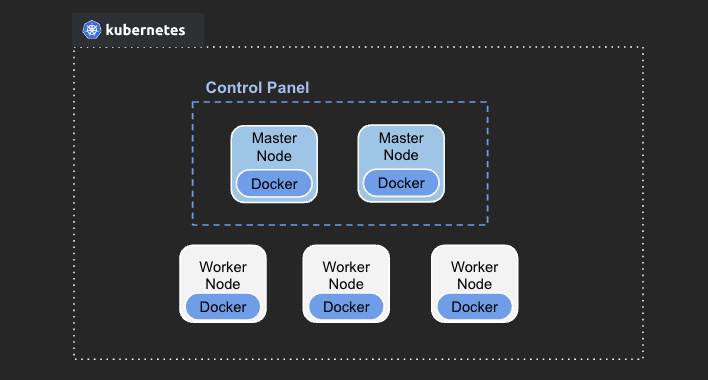 kubernetes
Control Panel
Master
Node
Docker
Master
Node
Docker
Worker
Node
Docker
Worker
Node
Docker
Worker
Node
Docker